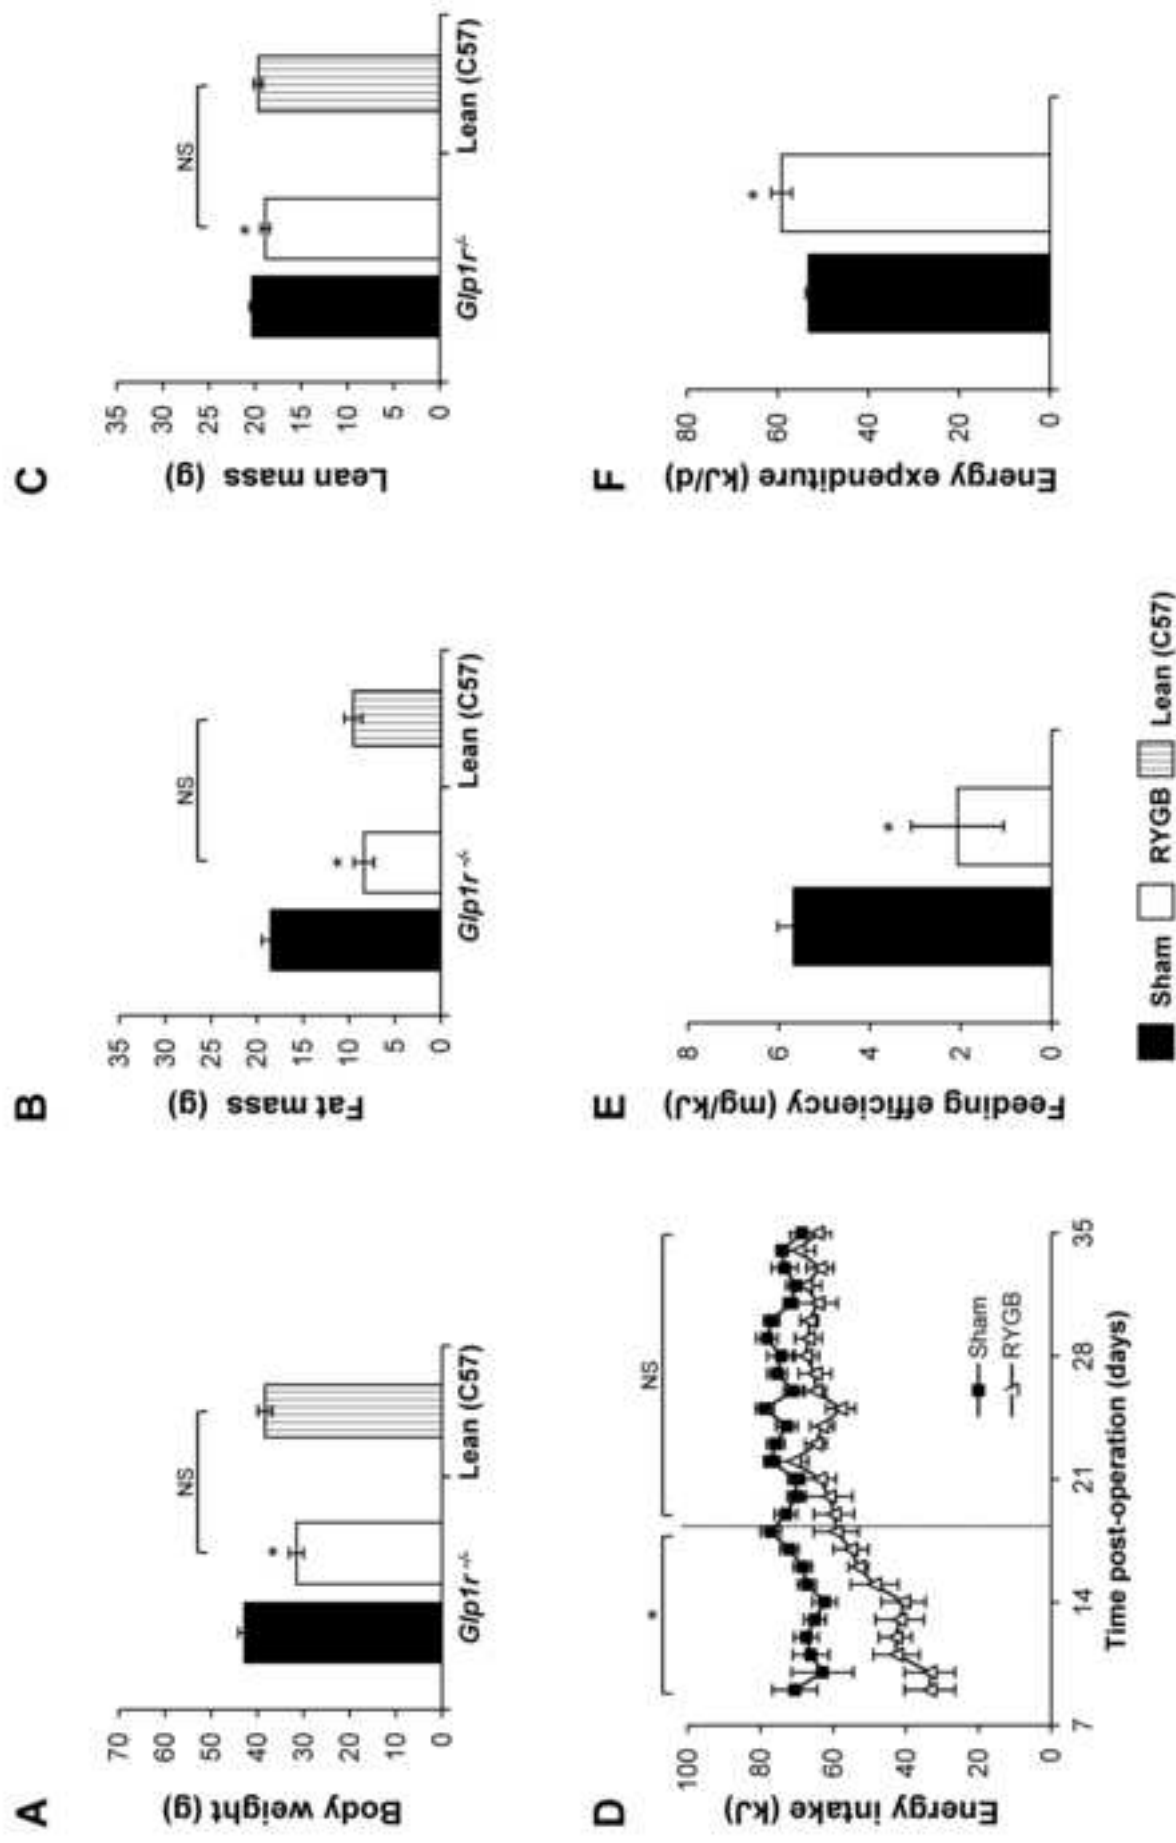 A
Body weight (g)
70
60
50
40
30
20
10
0
NS
*
Glp1r-/-
Lean (C57)
B
Fat mass (g)
35
30
25
20
15
10
5
0
NS
*
Glp1r-/-
Lean (C57)
C
Lean mass (g)
35
30
25
20
15
10
5
0
NS
*
Glp1r-/-
Lean (C57)
D
Energy intake (kJ)
100
80
60
40
20
0
*
NS
Sham
RYGB
7 14 21 28 35
Time post-operation (days)
E
Feeding efficiency (mg/kJ)
8
6
4
2
0
*
F
Energy expenditure (kJ/d)
80
60
40
20
0
*
Sham RYGB Lean (C57)